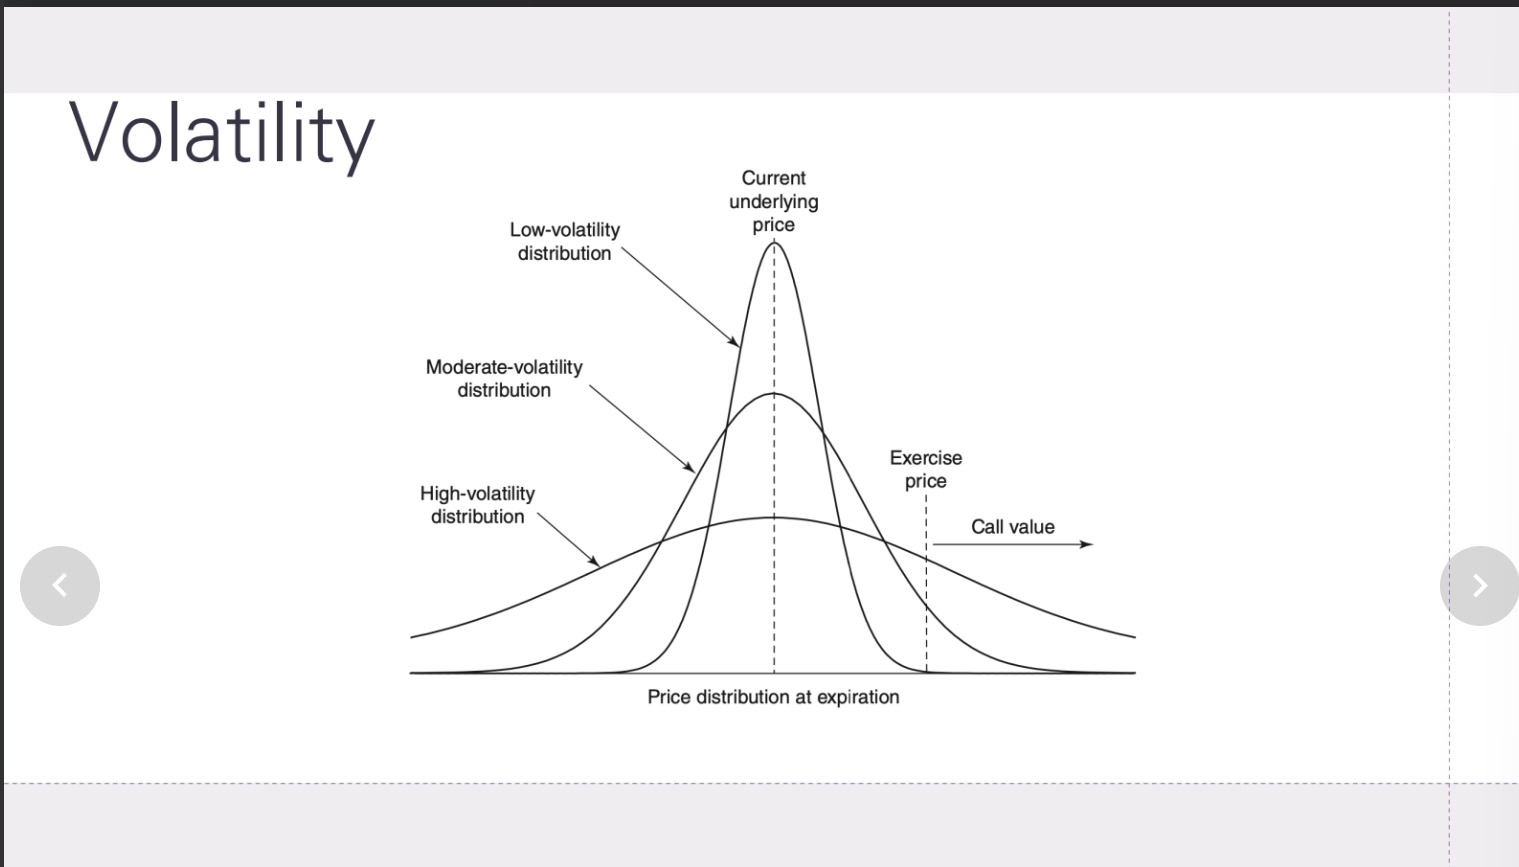 Volatility
Current
underlying
price
Low-volatility
distribution
Moderate-volatility
distribution
Exercise
price
High-volatility
distribution
Call value
Price distribution at expiration